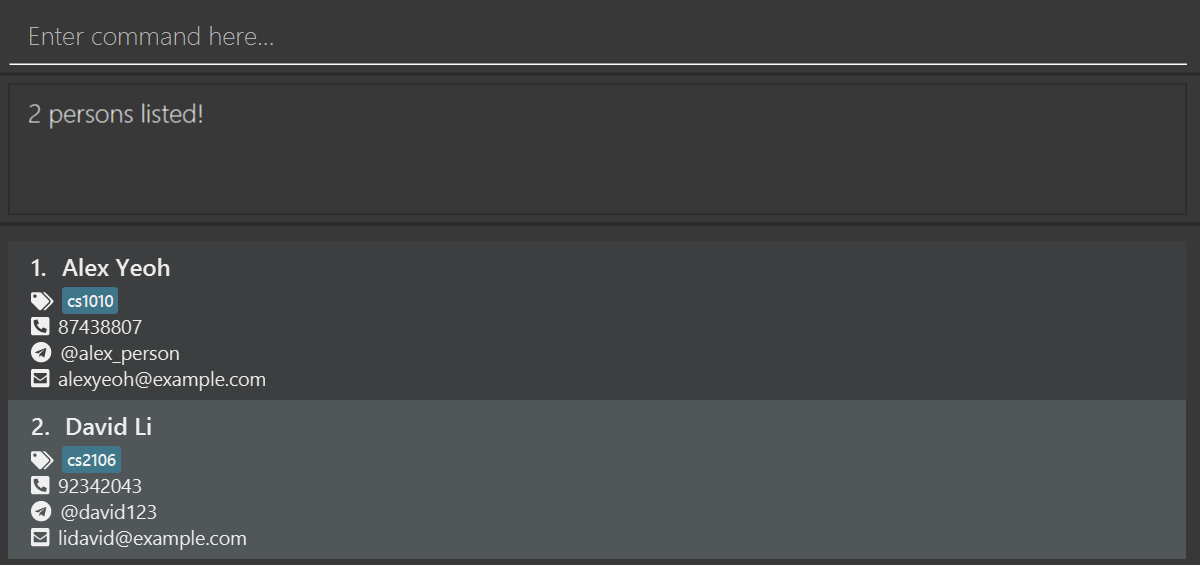 Enter command here...
2 persons listed!
1. Alex Yeoh
cs1010
87438807
@alex_person
alexyeoh@example.com
2. David Li
cs2106
92342043
@david123
lidavid@example.com